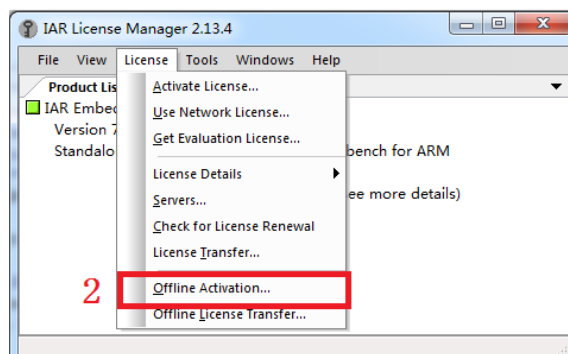 IAR License Manager 2.13.4
File View License Tools Windows Help
Product Lis
IAR Embed
Version 7
Standalo
bench for ARM
ee more details)
Activate License...
Use Network License...
Get Evaluation License...
License Details
Servers...
Check for License Renewal
License Transfer...
2
Offline Activation...
Offline License Transfer...